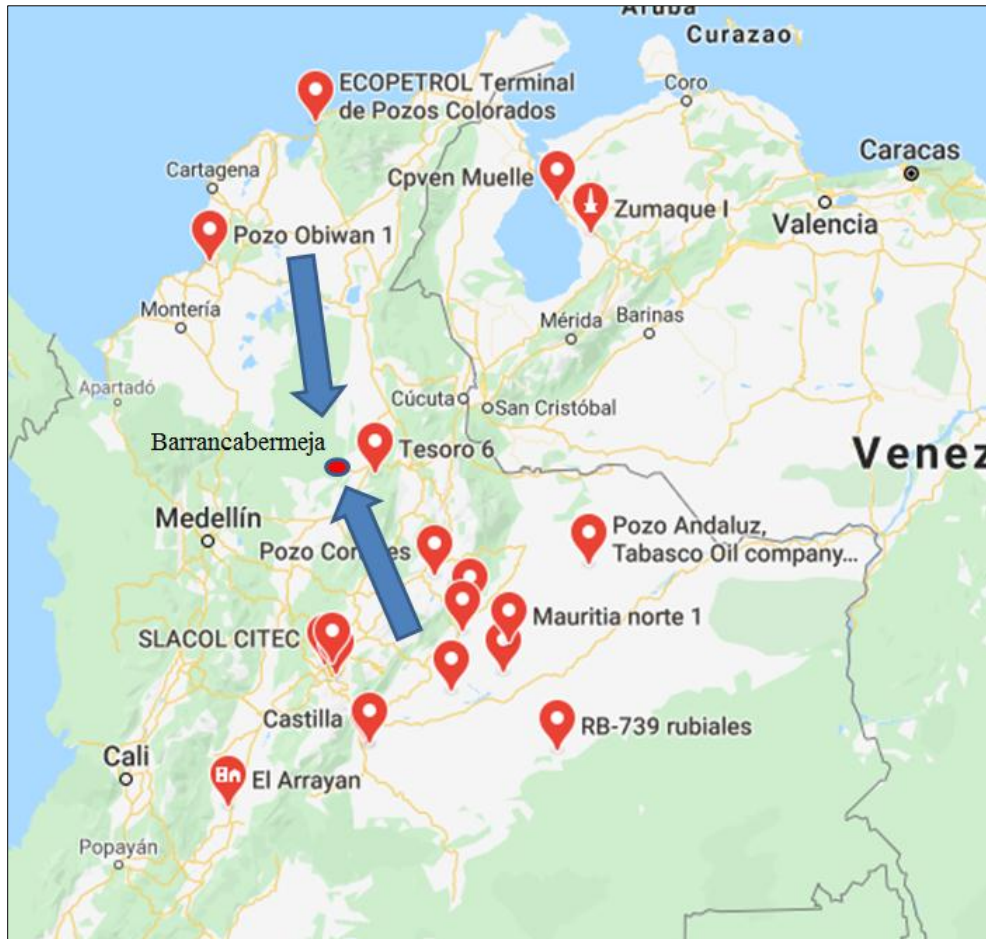 Aruba
Curazao
ECOPETROL Terminal
de Pozos Colorados
Coro
Caracas
Cartagena
Cpven Muelle
Zumaque I
Valencia
Pozo Obiwan 1
Montería
Mérida
Barinas
Apartadó
Cúcuta
San Cristóbal
Barrancabermeja
Tesoro 6
Venez
Medellín
Pozo Andaluz,
Tabasco Oil company...
Pozo Cor es
Mauritia norte 1
SLACOL CITEC
Castilla
RB-739 rubiales
Cali
El Arrayan
Popayán